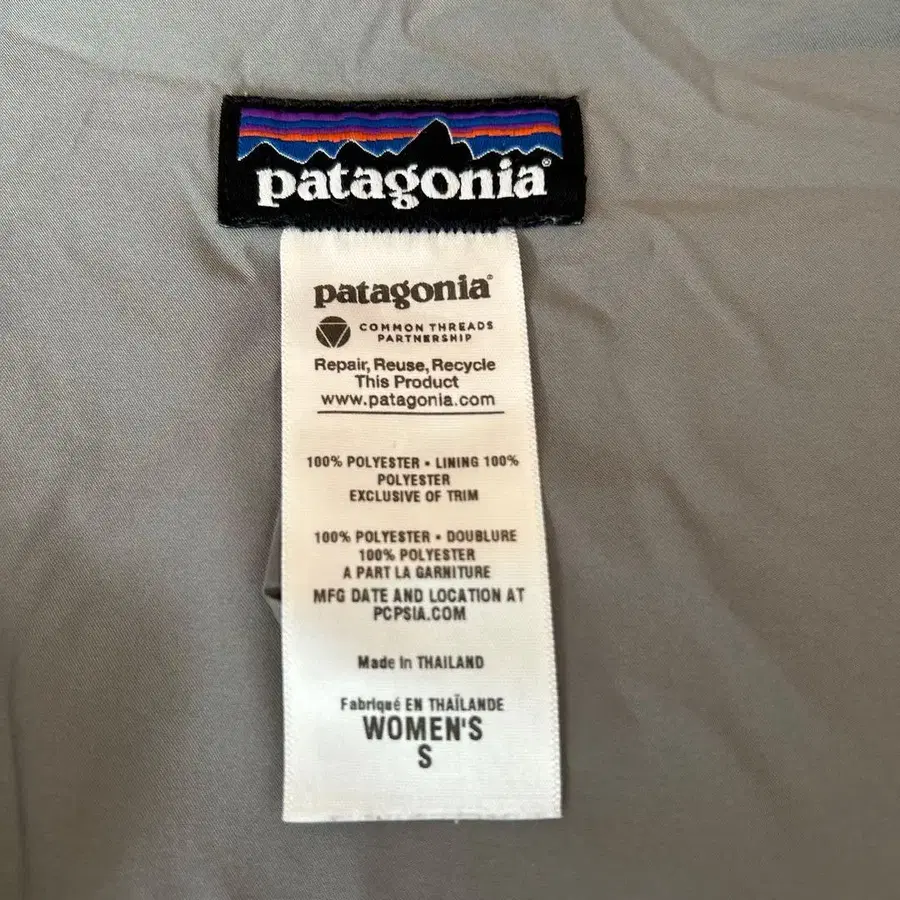 patagonia®
patagonia®
COMMON THREADS
PARTNERSHIP
Repair, Reuse, Recycle
This Product
www.patagonia.com
100% POLYESTER • LINING 100%
POLYESTER
EXCLUSIVE OF TRIM
100% POLYESTER • DOUBLURE
100% POLYESTER
A PART LA GARNITURE
MFG DATE AND LOCATION AT
PCPSIA.COM
Made In THAILAND
Fabriqué EN THAÏLANDE
WOMEN'S
S